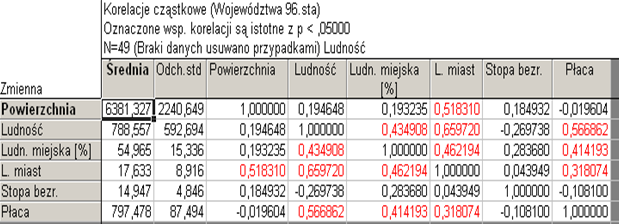 Korelacje cząstkowe (Województwa 96.sta)
Oznaczone wsp. korelacji są istotne z p < ,05000
N=49 (Braki danych usuwano przypadkami) Ludność
Zmienna Średnia Odch.std Powierzchnia Ludność Ludn. miejska [%] L. miast Stopa bezr. Płaca
Powierzchnia 6381,327 2240,649 1,000000 0,194648 0,193235 0,518310 0,184932 -0,019604
Ludność 788,557 592,694 0,194648 1,000000 0,434908 0,659720 -0,269738 0,566862
Ludn. miejska [%] 54,965 15,336 0,193235 0,434908 1,000000 0,462194 0,283680 0,414193
L. miast 17,633 8,916 0,518310 0,659720 0,462194 1,000000 0,043949 0,318074
Stopa bezr. 14,947 4,846 0,184932 -0,269738 0,283680 0,043949 1,000000 -0,108100
Płaca 797,478 87,494 -0,019604 0,566862 0,414193 0,318074 -0,108100 1,000000